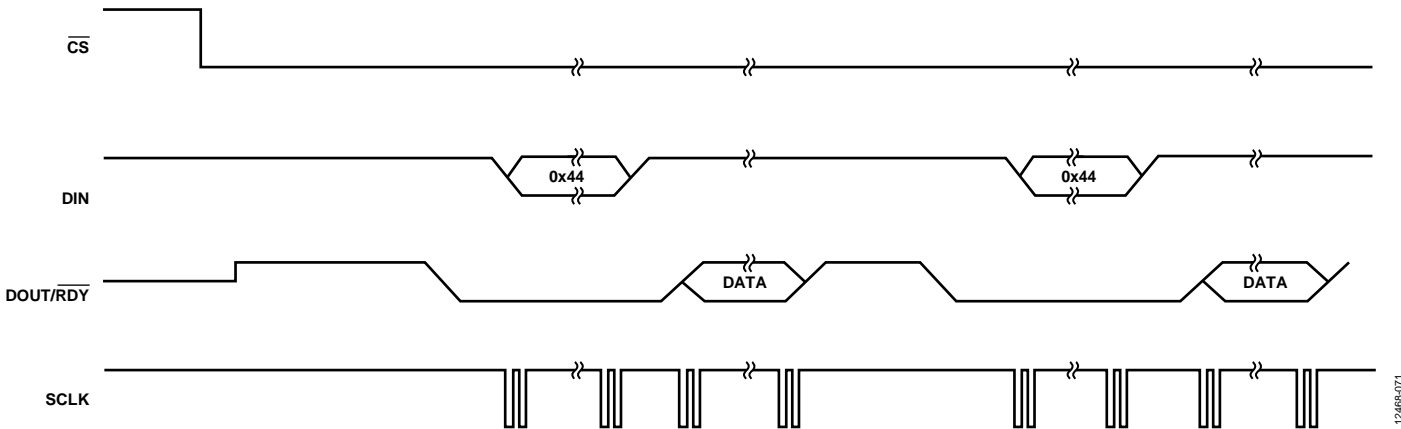 CS
DIN
0x44
0x44
DOUT/RDY
DATA
DATA
SCLK
12468-071